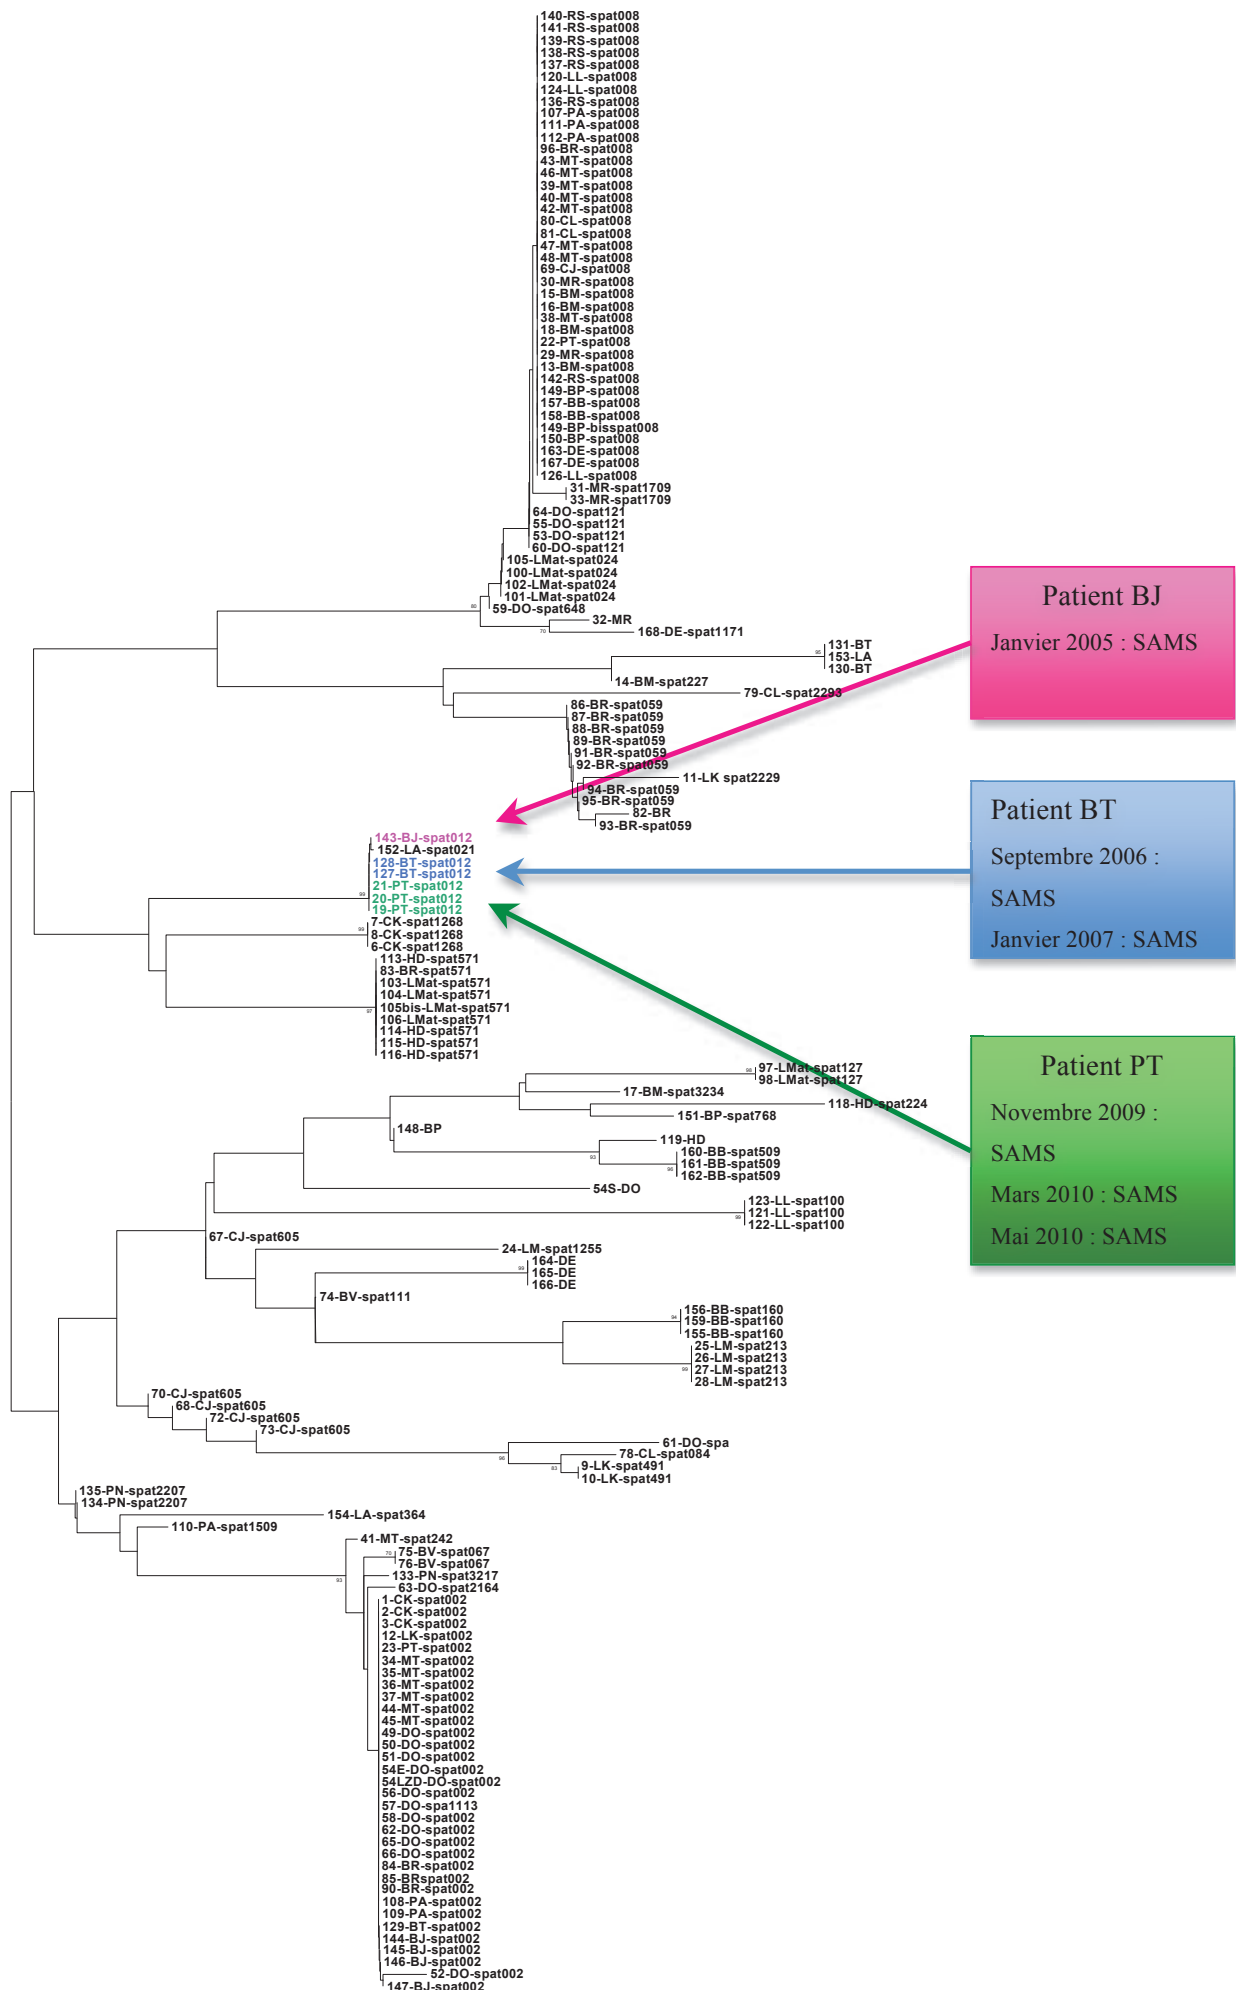 140-RS-spat008
141-RS-spat008
139-RS-spat008
138-RS-spat008
137-RS-spat008
120-LL-spat008
124-LL-spat008
136-RS-spat008
107-PA-spat008
111-PA-spat008
112-PA-spat008
96-BR-spat008
43-MT-spat008
46-MT-spat008
39-MT-spat008
40-MT-spat008
42-MT-spat008
80-CL-spat008
81-CL-spat008
47-MT-spat008
48-MT-spat008
69-CJ-spat008
30-MR-spat008
15-BM-spat008
16-BM-spat008
38-MT-spat008
18-BM-spat008
22-PT-spat008
29-MR-spat008
13-BM-spat008
142-RS-spat008
149-BP-spat008
157-BB-spat008
158-BB-spat008
149-BP-bisspat008
150-BP-spat008
163-DE-spat008
167-DE-spat008
126-LL-spat008
31-MR-spat1709
33-MR-spat1709
64-DO-spat121
55-DO-spat121
53-DO-spat121
60-DO-spat121
105-LMat-spat024
100-LMat-spat024
102-LMat-spat024
101-LMat-spat024
59-DO-spat648
80
32-MR
168-DE-spat1171
70
131-BT
153-LA
130-BT
95
14-BM-spat227
79-CL-spat2293
86-BR-spat059
87-BR-spat059
88-BR-spat059
89-BR-spat059
91-BR-spat059
92-BR-spat059
11-LK spat2229
94-BR-spat059
95-BR-spat059
82-BR
93-BR-spat059
143-BJ-spat012
152-LA-spat021
128-BT-spat012
127-BT-spat012
21-PT-spat012
20-PT-spat012
19-PT-spat012
99
7-CK-spat1268
8-CK-spat1268
6-CK-spat1268
89
113-HD-spat571
83-BR-spat571
103-LMat-spat571
104-LMat-spat571
105bis-LMat-spat571
106-LMat-spat571
114-HD-spat571
115-HD-spat571
116-HD-spat571
97
97-LMat-spat127
98-LMat-spat127
98
17-BM-spat3234
118-HD-spat224
151-BP-spat768
148-BP
119-HD
160-BB-spat509
161-BB-spat509
162-BB-spat509
93
96
54S-DO
123-LL-spat100
121-LL-spat100
122-LL-spat100
99
67-CJ-spat605
24-LM-spat1255
164-DE
165-DE
166-DE
99
74-BV-spat111
156-BB-spat160
159-BB-spat160
155-BB-spat160
94
25-LM-spat213
26-LM-spat213
27-LM-spat213
28-LM-spat213
99
70-CJ-spat605
68-CJ-spat605
72-CJ-spat605
73-CJ-spat605
61-DO-spa
78-CL-spat084
9-LK-spat491
10-LK-spat491
96
83
135-PN-spat2207
134-PN-spat2207
154-LA-spat364
110-PA-spat1509
41-MT-spat242
75-BV-spat067
76-BV-spat067
70
133-PN-spat3217
93
63-DO-spat2164
1-CK-spat002
2-CK-spat002
3-CK-spat002
12-LK-spat002
23-PT-spat002
34-MT-spat002
35-MT-spat002
36-MT-spat002
37-MT-spat002
44-MT-spat002
45-MT-spat002
49-DO-spat002
50-DO-spat002
51-DO-spat002
54E-DO-spat002
54LZD-DO-spat002
56-DO-spat002
57-DO-spa1113
58-DO-spat002
62-DO-spat002
65-DO-spat002
66-DO-spat002
84-BR-spat002
85-BRspat002
90-BR-spat002
108-PA-spat002
109-PA-spat002
129-BT-spat002
144-BJ-spat002
145-BJ-spat002
146-BJ-spat002
52-DO-spat002
147-BJ-spat002
Patient BJ
Janvier 2005 : SAMS
Patient BT
Septembre 2006 :
SAMS
Janvier 2007 : SAMS
Patient PT
Novembre 2009 :
SAMS
Mars 2010 : SAMS
Mai 2010 : SAMS